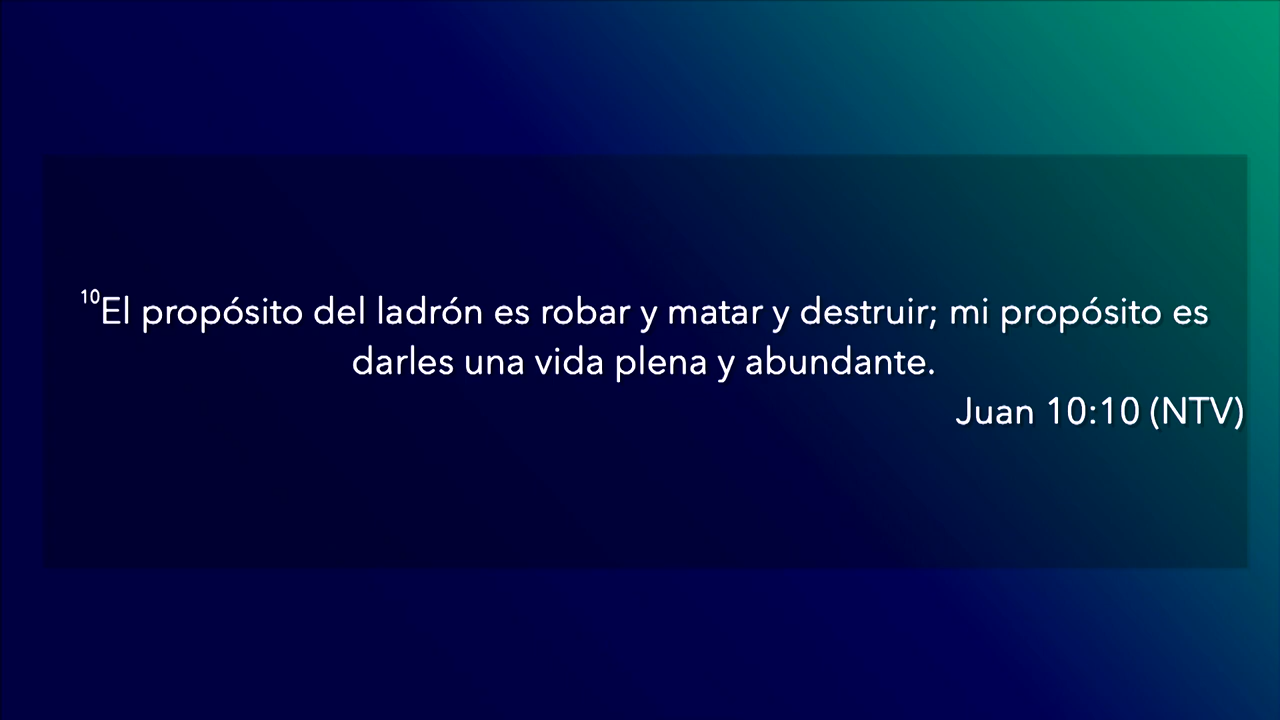 ¹⁰El propósito del ladrón es robar y matar y destruir; mi propósito es
darles una vida plena y abundante.
Juan 10:10 (NTV)